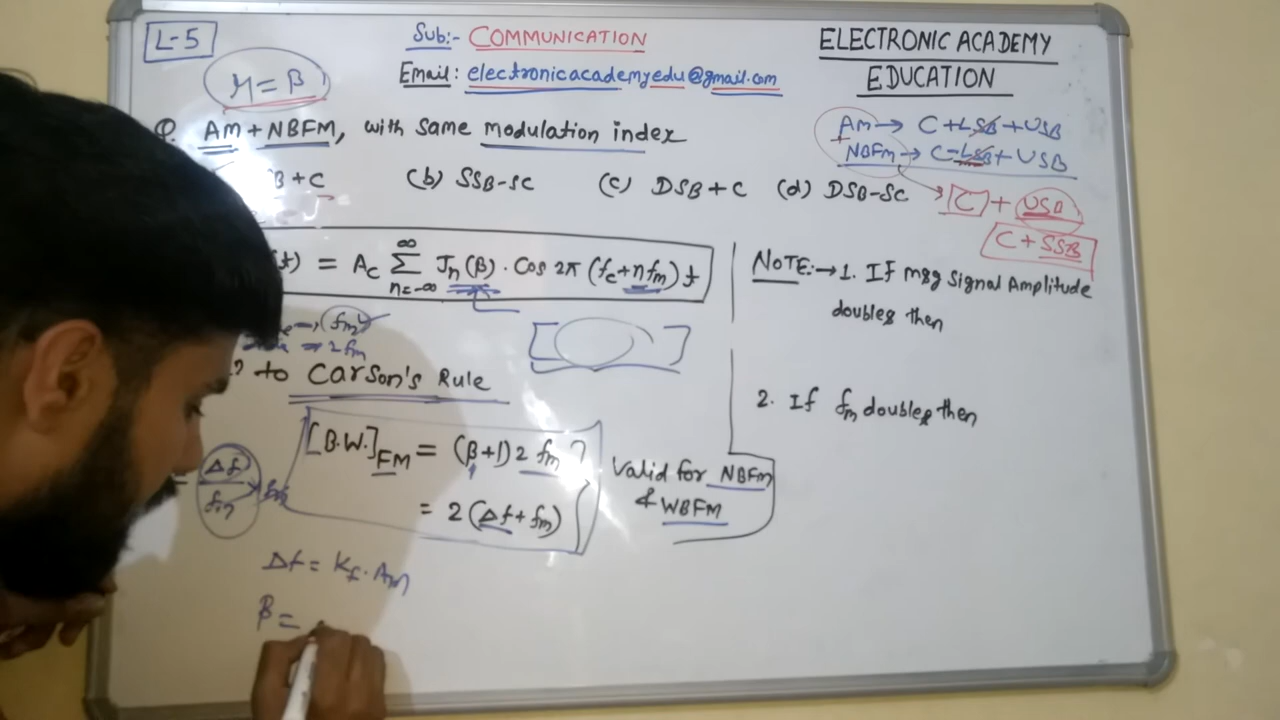 L-5
Sub:- COMMUNICATION
Email: electronicacademyedu@gmail.com
ELECTRONIC ACADEMY
EDUCATION
μ = β
Q. AM + NBFM, with same modulation index
B + C (b) SSB-SC (c) DSB + C (d) DSB-SC
AM → C + LSB + USB
NBFM → C - LSB + USB
C + USB
C + SSB
t) = Ac ∞ Σ n=-∞ Jn(β) · Cos 2π (fc + nfm) t
→ fm
2fm
to Carson's Rule
[B.W.]FM = (β+1) 2 fm
= 2 (Δf + fm)
Valid for NBFM
& WBFM
= Δf / fm
Δf = Kf · Am
β =
NOTE:→ 1. If msg Signal Amplitude
doubles then
2. If fm doubles then